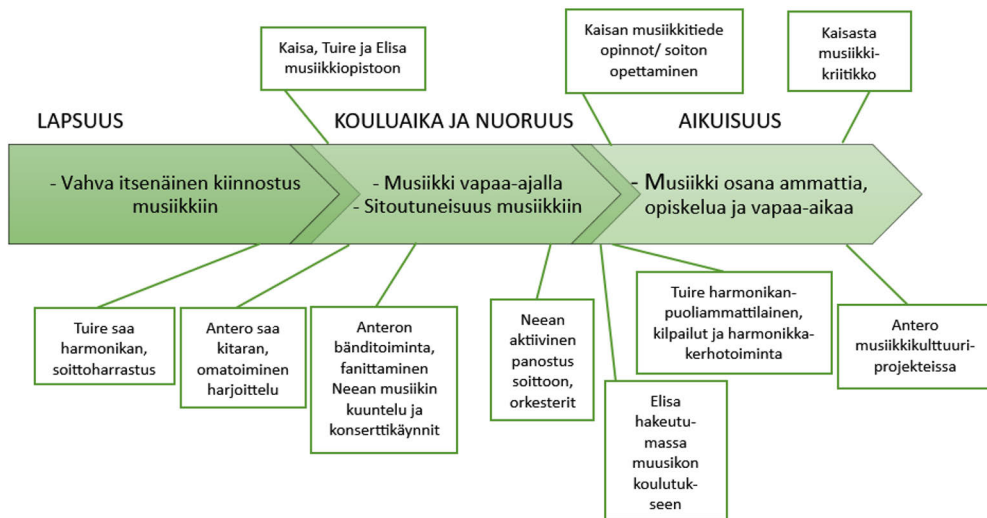 Kaisa, Tuire ja Elisa
musiikkiopistoon
Kaisan musiikkitiede
opinnot/ soiton
opettaminen
Kaisasta
musiikki-
kriitikko
LAPSUUS
KOULUAIKA JA NUORUUS
AIKUISUUS
- Vahva itsenäinen kiinnostus
musiikkiin
- Musiikki vapaa-ajalla
- Sitoutuneisuus musiikkiin
- Musiikki osana ammattia,
opiskelua ja vapaa-aikaa
Tuire saa
harmonikan,
soittoharrastus
Antero saa
kitaran,
omatoiminen
harjoittelu
Anteron
bänditoiminta,
fanittaminen
Neean musiikin
kuuntelu ja
konserttikäynnit
Neean
aktiivinen
panostus
soittoon,
orkesterit
Elisa
hakeutu-
massa
muusikon
koulutuk-
seen
Tuire harmonikan-
puoliammattilainen,
kilpailut ja harmonikka-
kerhotoiminta
Antero
musiikkikulttuuri-
projekteissa